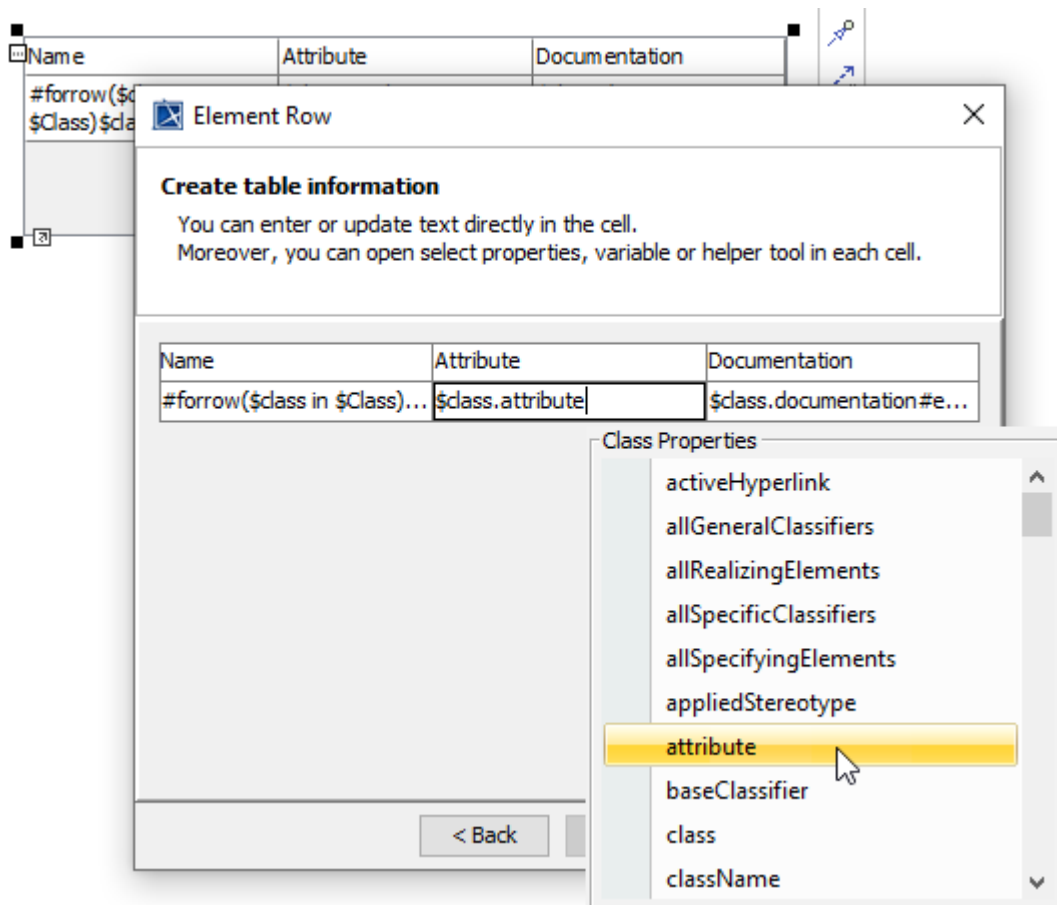 Name Attribute Documentation
#forrow($c
$Class)$cla
Element Row
Create table information
You can enter or update text directly in the cell.
Moreover, you can open select properties, variable or helper tool in each cell.
Name Attribute Documentation
#forrow($class in $Class)... $class.attribute $class.documentation#e...
Class Properties
activeHyperlink
allGeneralClassifiers
allRealizingElements
allSpecificClassifiers
allSpecifyingElements
appliedStereotype
attribute
baseClassifier
class
className
< Back